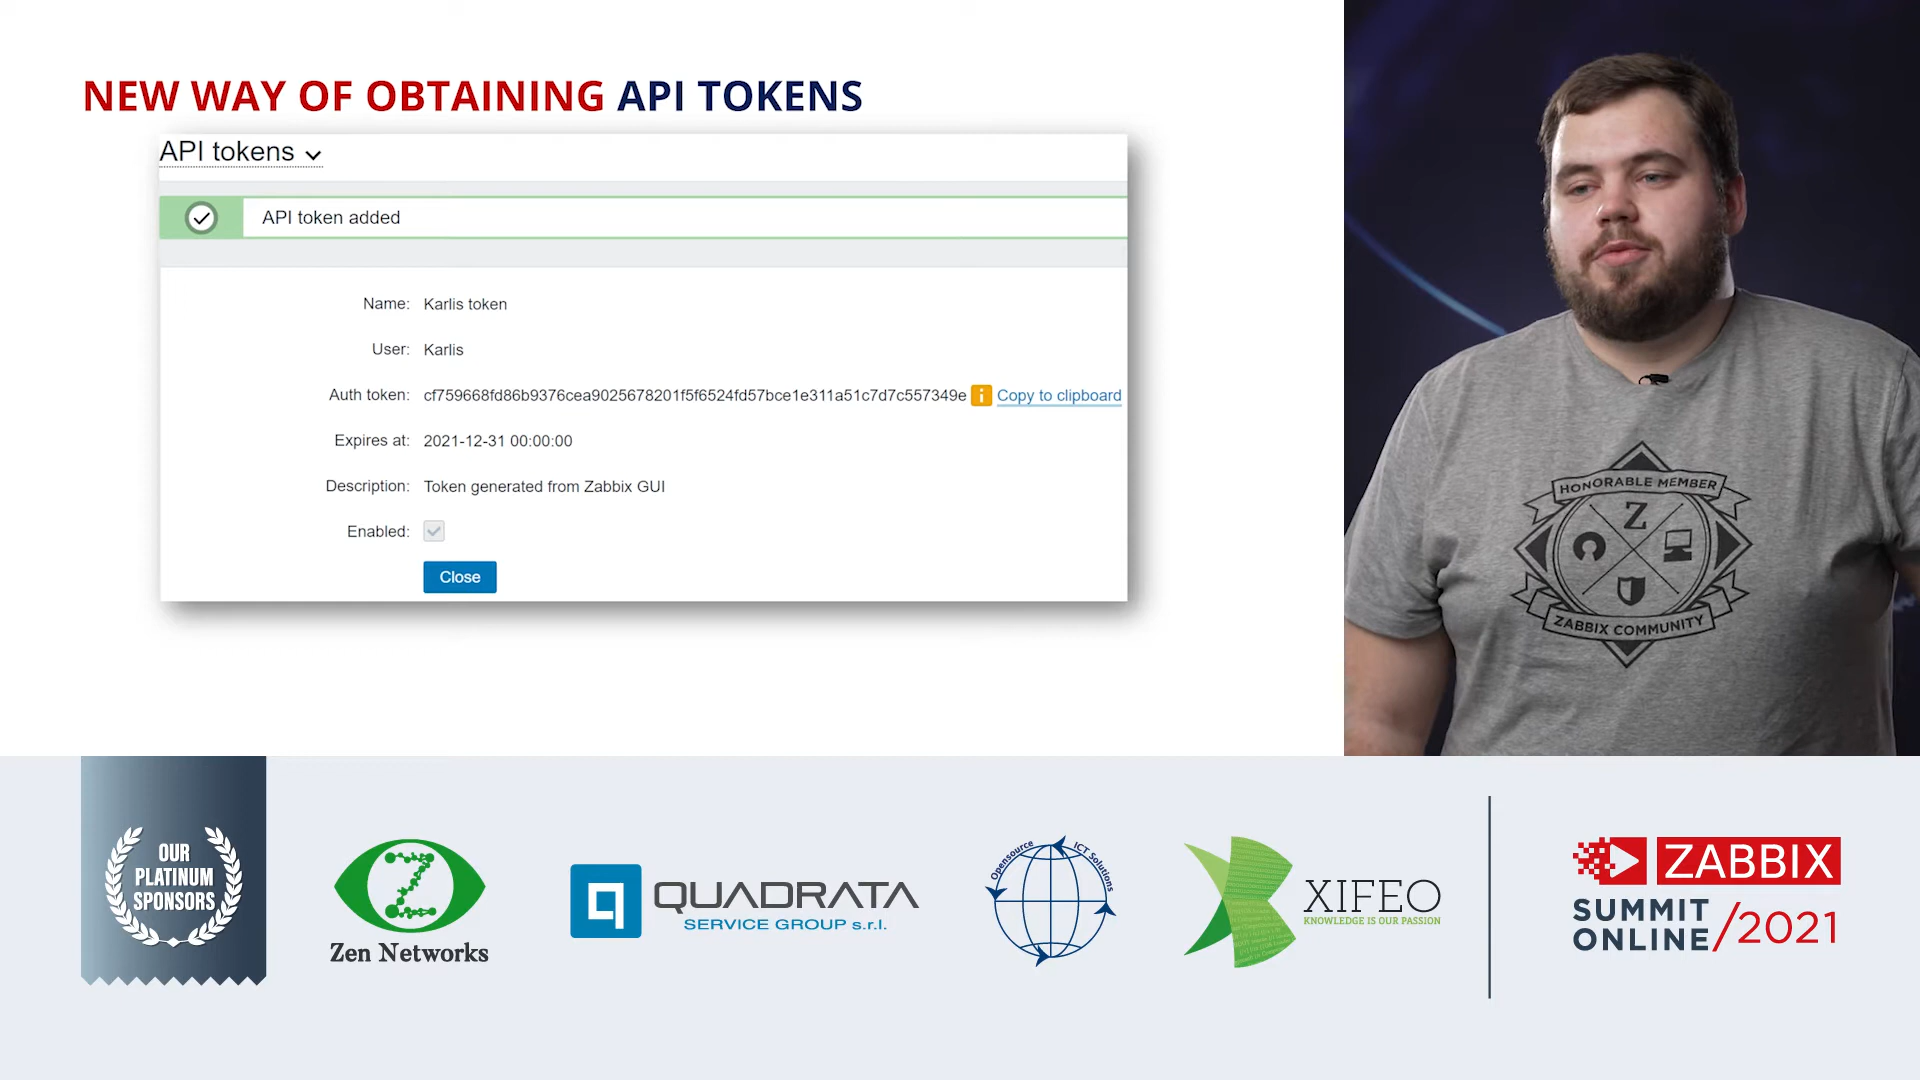 NEW WAY OF OBTAINING API TOKENS
API tokens
API token added
Name: Karlis token
User: Karlis
Auth token: cf759668fd86b9376cea9025678201f5f6524fd57bce1e311a51c7d7c557349e i Copy to clipboard
Expires at: 2021-12-31 00:00:00
Description: Token generated from Zabbix GUI
Enabled:
Close
HONORABLE MEMBER
Z
ZABBIX COMMUNITY
OUR
PLATINUM
SPONSORS
Z
Zen Networks
q
QUADRATA
SERVICE GROUP s.r.l.
Opensource ICT Solutions
XIFEO
KNOWLEDGE IS OUR PASSION
ZABBIX
SUMMIT
ONLINE /2021